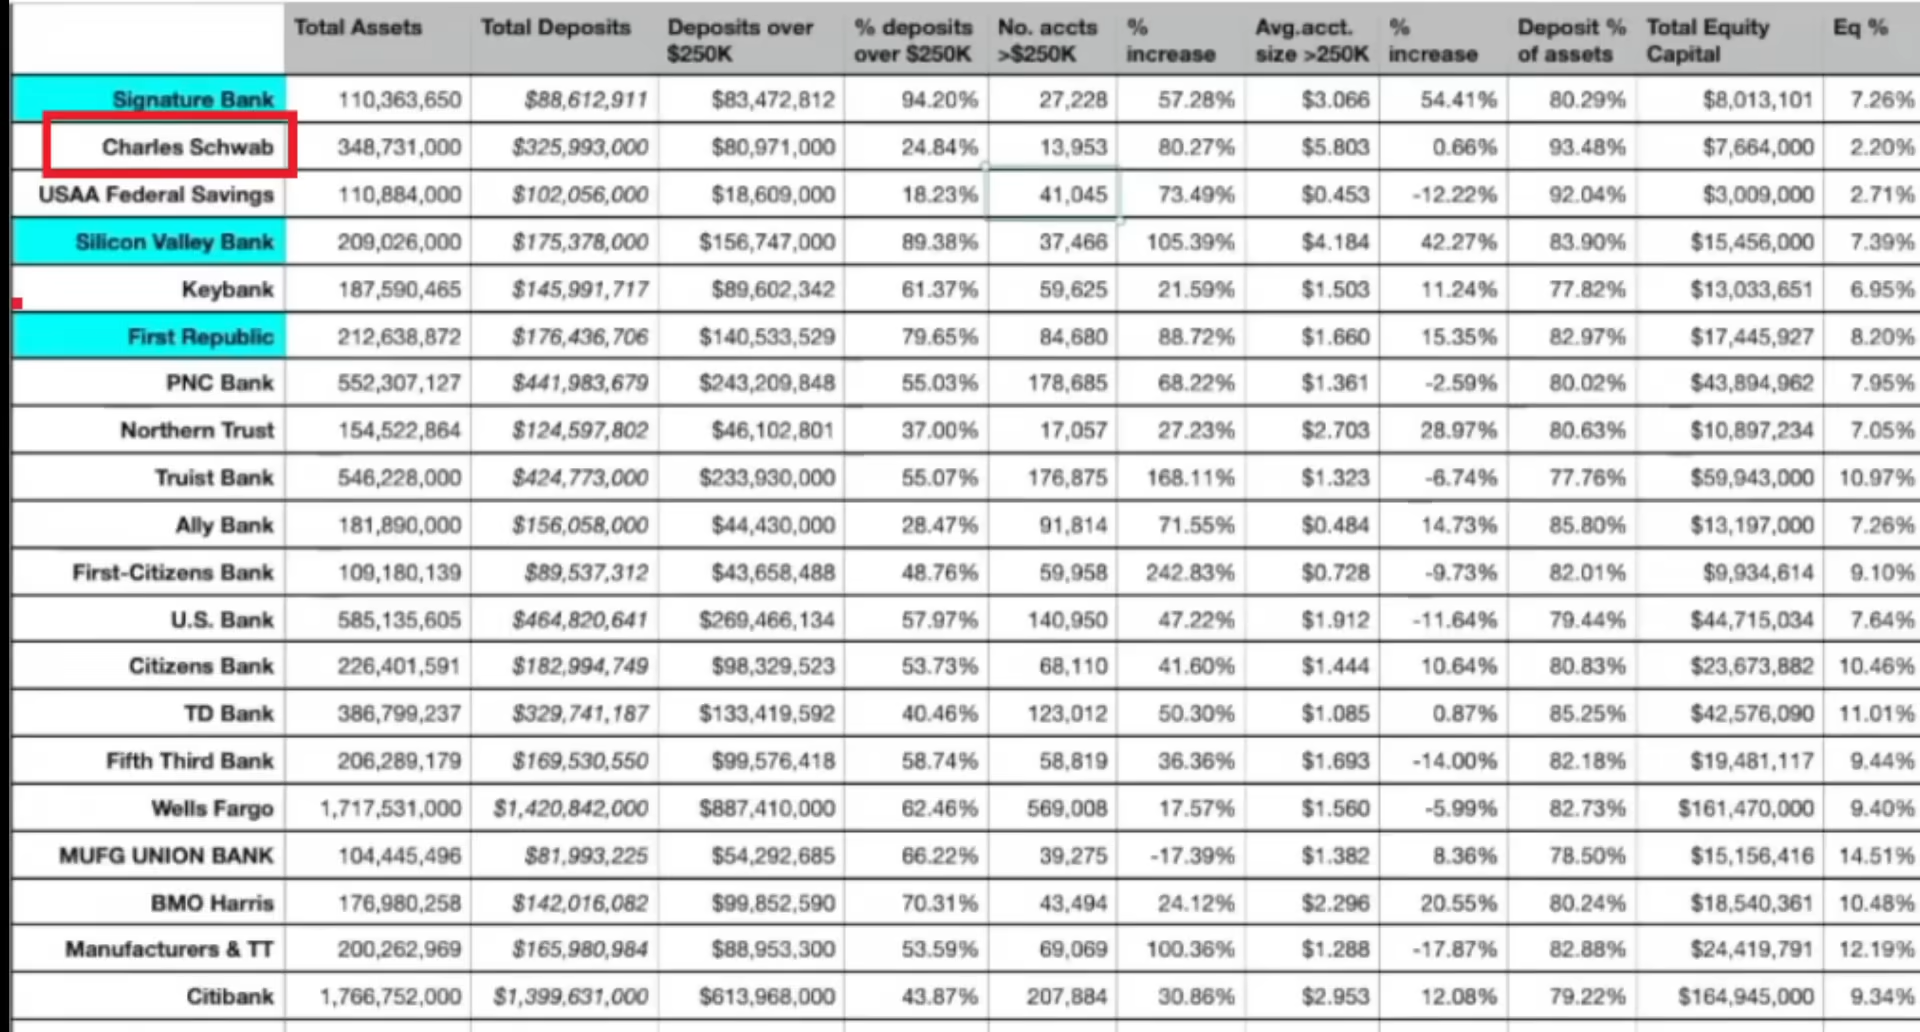 Total Assets Total Deposits Deposits over $250K % deposits over $250K No. accts >$250K % increase Avg.acct. size >250K % increase Deposit % of assets Total Equity Capital Eq %
Signature Bank 110,363,650 $88,612,911 $83,472,812 94.20% 27,228 57.28% $3.066 54.41% 80.29% $8,013,101 7.26%
Charles Schwab 348,731,000 $325,993,000 $80,971,000 24.84% 13,953 80.27% $5.803 0.66% 93.48% $7,664,000 2.20%
USAA Federal Savings 110,884,000 $102,056,000 $18,609,000 18.23% 41,045 73.49% $0.453 -12.22% 92.04% $3,009,000 2.71%
Silicon Valley Bank 209,026,000 $175,378,000 $156,747,000 89.38% 37,466 105.39% $4.184 42.27% 83.90% $15,456,000 7.39%
Keybank 187,590,465 $145,991,717 $89,602,342 61.37% 59,625 21.59% $1.503 11.24% 77.82% $13,033,651 6.95%
First Republic 212,638,872 $176,436,706 $140,533,529 79.65% 84,680 88.72% $1.660 15.35% 82.97% $17,445,927 8.20%
PNC Bank 552,307,127 $441,983,679 $243,209,848 55.03% 178,685 68.22% $1.361 -2.59% 80.02% $43,894,962 7.95%
Northern Trust 154,522,864 $124,597,802 $46,102,801 37.00% 17,057 27.23% $2.703 28.97% 80.63% $10,897,234 7.05%
Truist Bank 546,228,000 $424,773,000 $233,930,000 55.07% 176,875 168.11% $1.323 -6.74% 77.76% $59,943,000 10.97%
Ally Bank 181,890,000 $156,058,000 $44,430,000 28.47% 91,814 71.55% $0.484 14.73% 85.80% $13,197,000 7.26%
First-Citizens Bank 109,180,139 $89,537,312 $43,658,488 48.76% 59,958 242.83% $0.728 -9.73% 82.01% $9,934,614 9.10%
U.S. Bank 585,135,605 $464,820,641 $269,466,134 57.97% 140,950 47.22% $1.912 -11.64% 79.44% $44,715,034 7.64%
Citizens Bank 226,401,591 $182,994,749 $98,329,523 53.73% 68,110 41.60% $1.444 10.64% 80.83% $23,673,882 10.46%
TD Bank 386,799,237 $329,741,187 $133,419,592 40.46% 123,012 50.30% $1.085 0.87% 85.25% $42,576,090 11.01%
Fifth Third Bank 206,289,179 $169,530,550 $99,576,418 58.74% 58,819 36.36% $1.693 -14.00% 82.18% $19,481,117 9.44%
Wells Fargo 1,717,531,000 $1,420,842,000 $887,410,000 62.46% 569,008 17.57% $1.560 -5.99% 82.73% $161,470,000 9.40%
MUFG UNION BANK 104,445,496 $81,993,225 $54,292,685 66.22% 39,275 -17.39% $1.382 8.36% 78.50% $15,156,416 14.51%
BMO Harris 176,980,258 $142,016,082 $99,852,590 70.31% 43,494 24.12% $2.296 20.55% 80.24% $18,540,361 10.48%
Manufacturers & TT 200,262,969 $165,980,984 $88,953,300 53.59% 69,069 100.36% $1.288 -17.87% 82.88% $24,419,791 12.19%
Citibank 1,766,752,000 $1,399,631,000 $613,968,000 43.87% 207,884 30.86% $2.953 12.08% 79.22% $164,945,000 9.34%